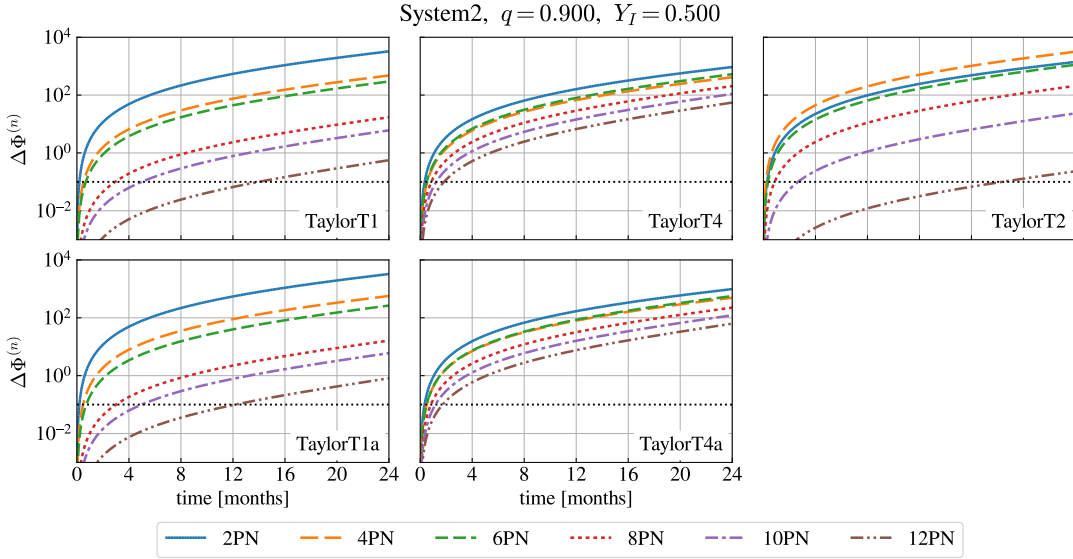 System2, q = 0.900, Y_I = 0.500
ΔΦ^(n)
10^4
10^2
10^0
10^−2
TaylorT1
TaylorT4
TaylorT2
ΔΦ^(n)
10^4
10^2
10^0
10^−2
TaylorT1a
TaylorT4a
0 4 8 12 16 20 24
0 4 8 12 16 20 24
time [months]
time [months]
2PN 4PN 6PN 8PN 10PN 12PN